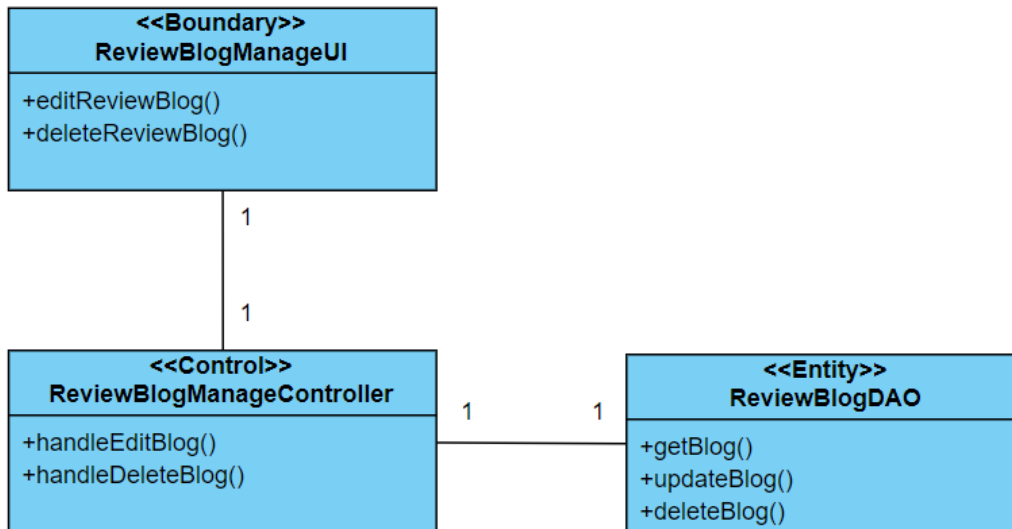 <<Boundary>>
ReviewBlogManageUI
+editReviewBlog()
+deleteReviewBlog()
1
1
<<Control>>
ReviewBlogManageController
+handleEditBlog()
+handleDeleteBlog()
1
1
<<Entity>>
ReviewBlogDAO
+getBlog()
+updateBlog()
+deleteBlog()